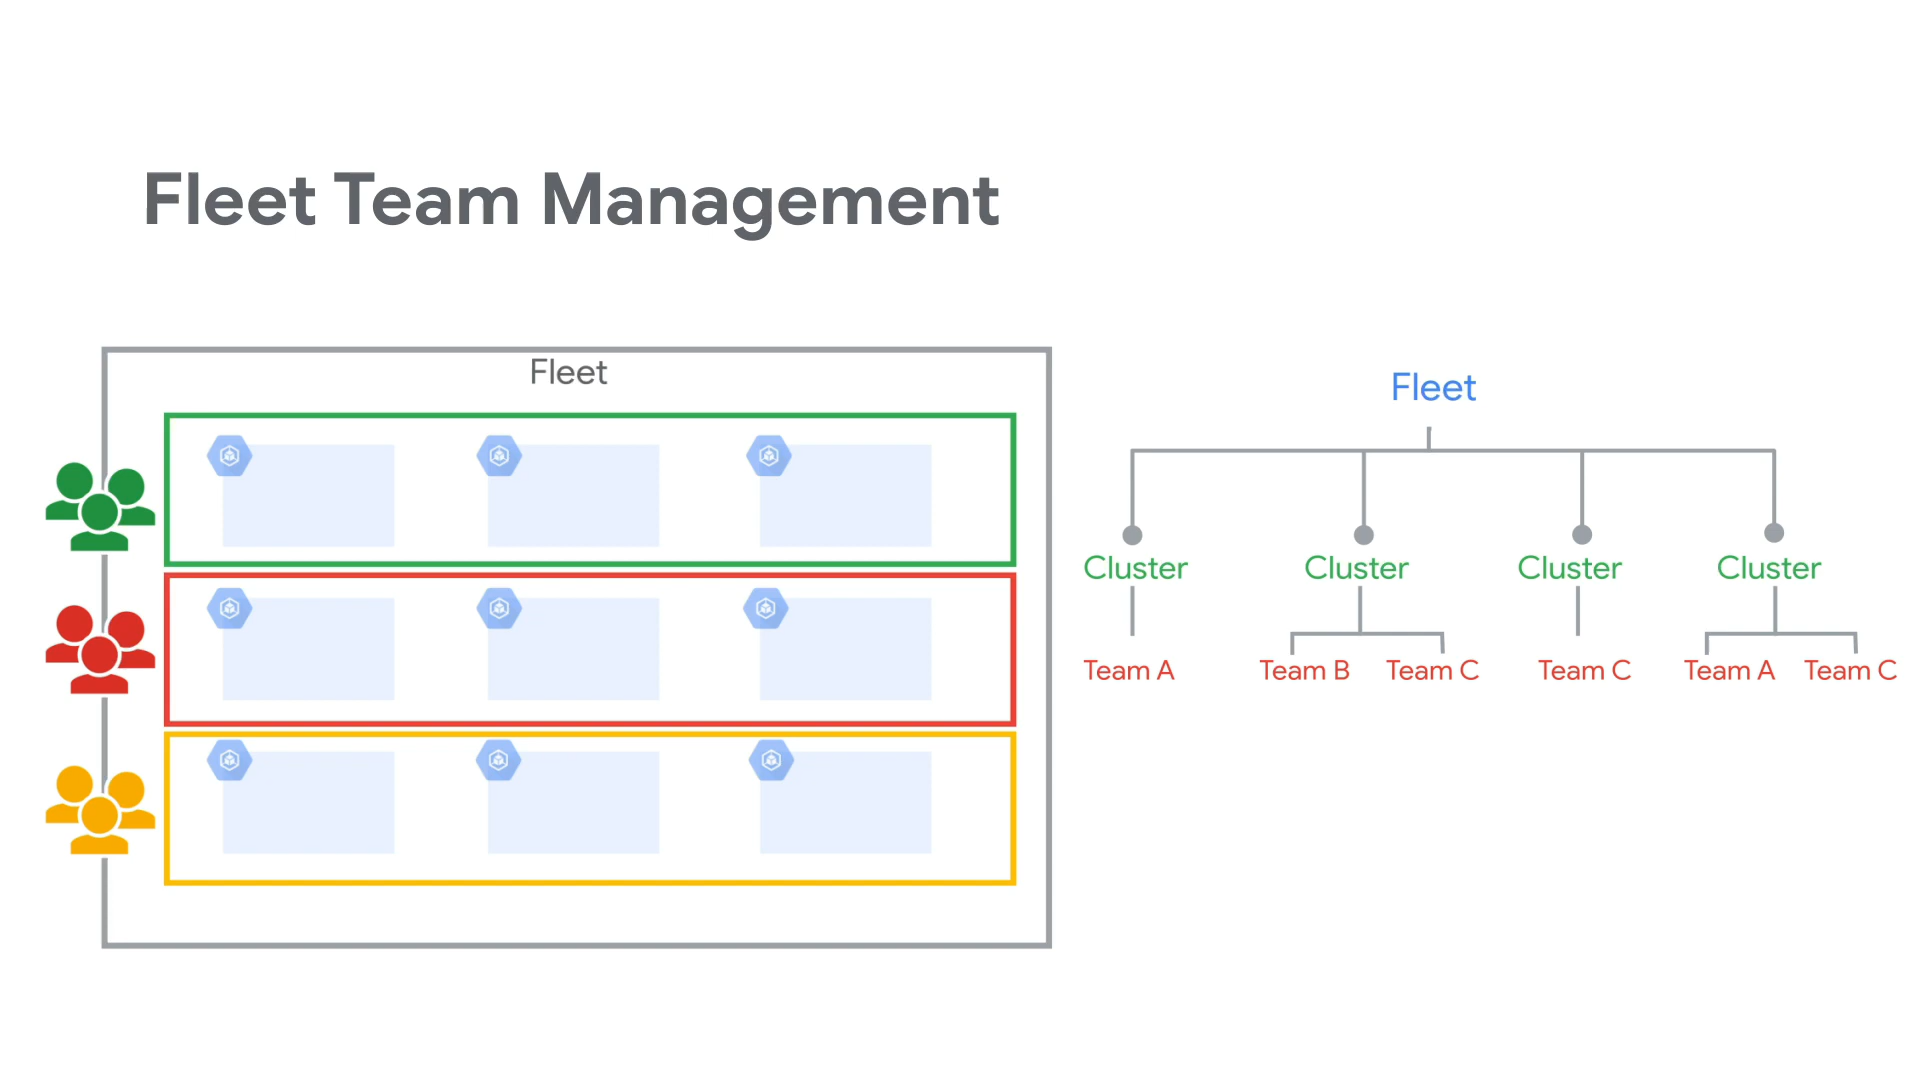 Fleet Team Management
Fleet
Fleet
Cluster Cluster Cluster Cluster
Team A Team B Team C Team C Team A Team C